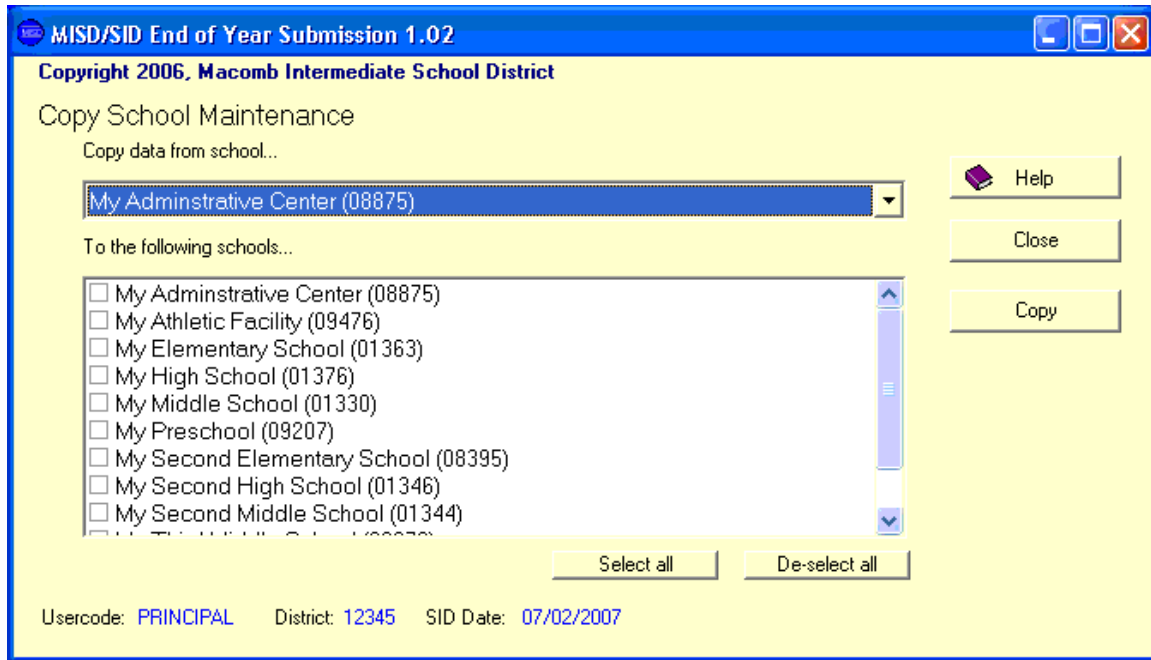 MISD/SID End of Year Submission 1.02
Copyright 2006, Macomb Intermediate School District
Copy School Maintenance
Copy data from school...
My Adminstrative Center (08875)
Help
To the following schools...
Close
My Adminstrative Center (08875)
My Athletic Facility (09476)
Copy
My Elementary School (01363)
My High School (01376)
My Middle School (01330)
My Preschool (09207)
My Second Elementary School (08395)
My Second High School (01346)
My Second Middle School (01344)
Select all De-select all
Usercode: PRINCIPAL District: 12345 SID Date: 07/02/2007